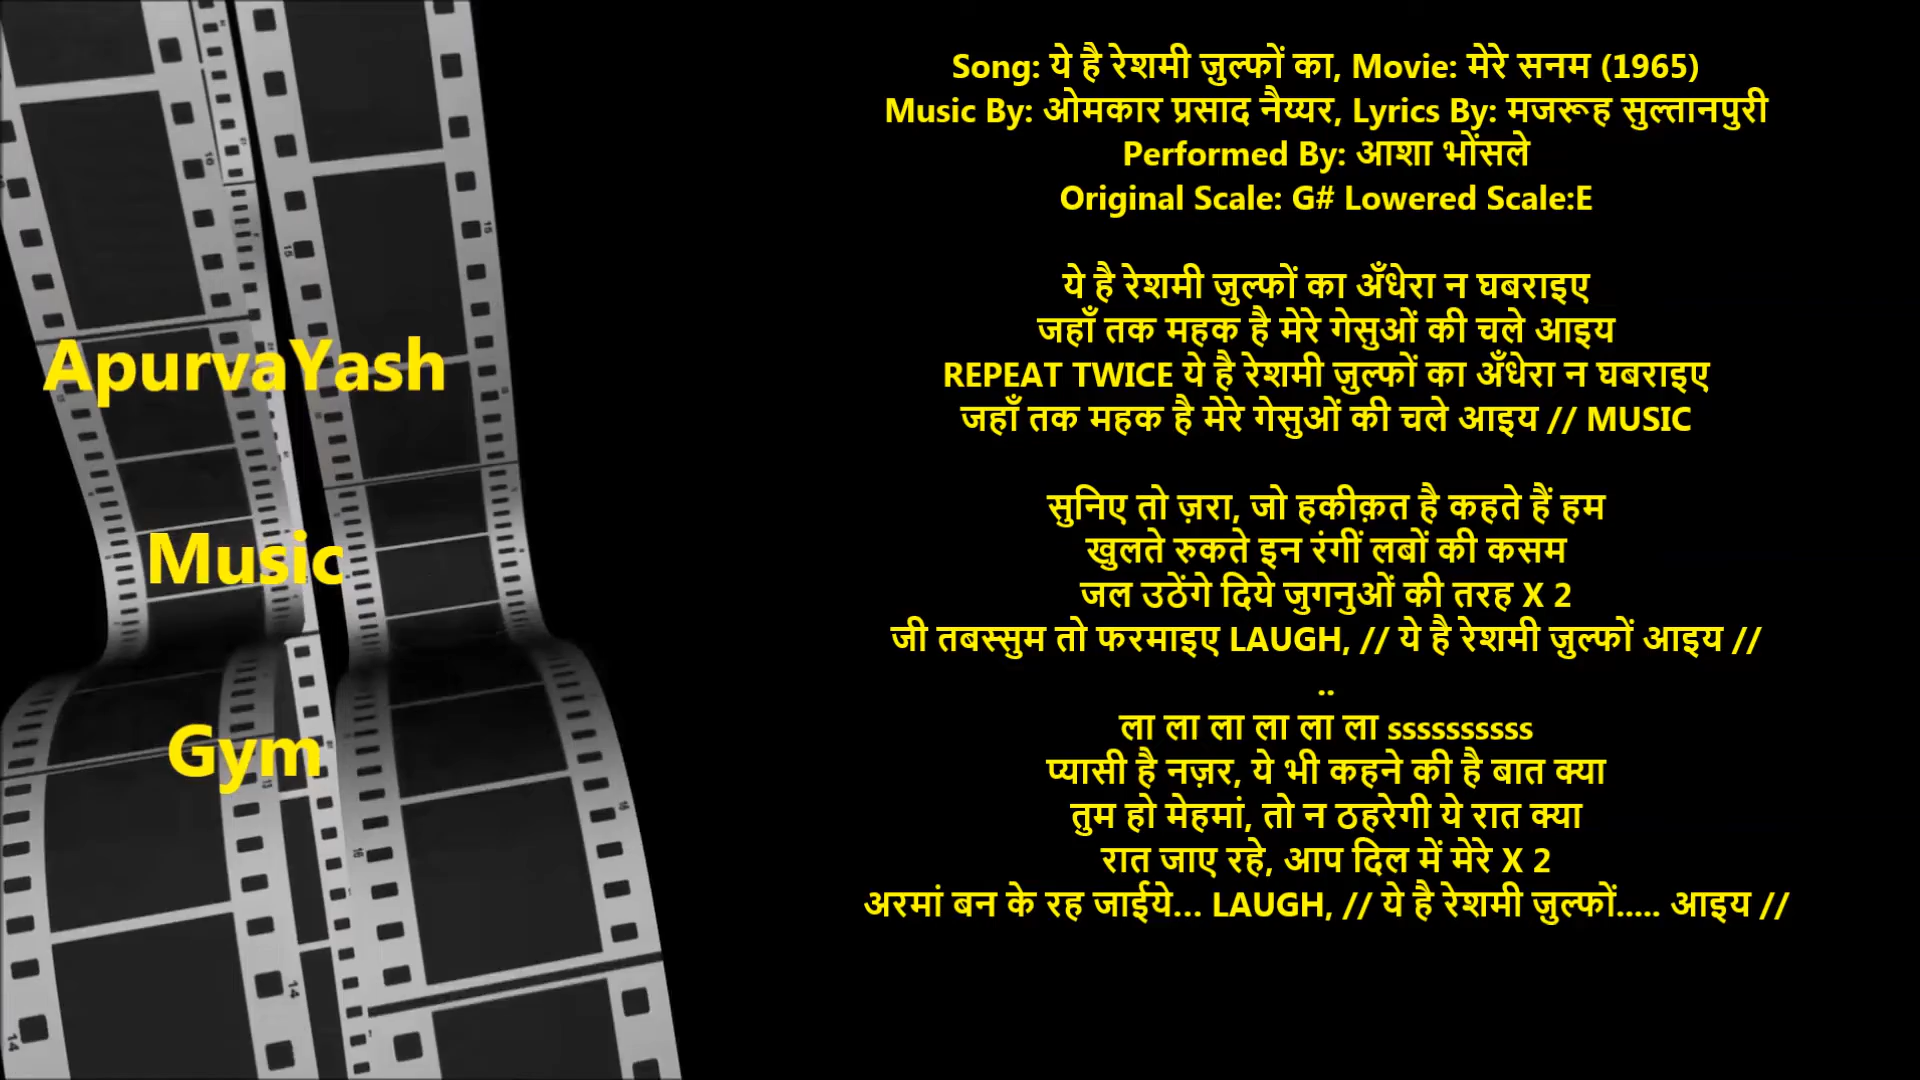 ApurvaYash
Music
Gym
Song: ये है रेशमी जुल्फों का, Movie: मेरे सनम (1965)
Music By: ओमकार प्रसाद नैय्यर, Lyrics By: मजरूह सुल्तानपुरी
Performed By: आशा भोंसले
Original Scale: G# Lowered Scale:E
ये है रेशमी जुल्फों का अँधेरा न घबराइए
जहाँ तक महक है मेरे गेसुओं की चले आइय
REPEAT TWICE ये है रेशमी ज़ुल्फों का अँधेरा न घबराइए
जहाँ तक महक है मेरे गेसुओं की चले आइय // MUSIC
सुनिए तो ज़रा, जो हकीक़त है कहते हैं हम
खुलते रुकते इन रंगीं लबों की कसम
जल उठेंगे दिये जुगनुओं की तरह X 2
जी तबस्सुम तो फरमाइए LAUGH, // ये है रेशमी ज़ुल्फों आइय //
..
ला ला ला ला ला ला ssssssssss
प्यासी है नज़र, ये भी कहने की है बात क्या
तुम हो मेहमां, तो न ठहरेगी ये रात क्या
रात जाए रहे, आप दिल में मेरे X 2
अरमां बन के रह जाईये... LAUGH, // ये है रेशमी ज़ुल्फों..... आइय //